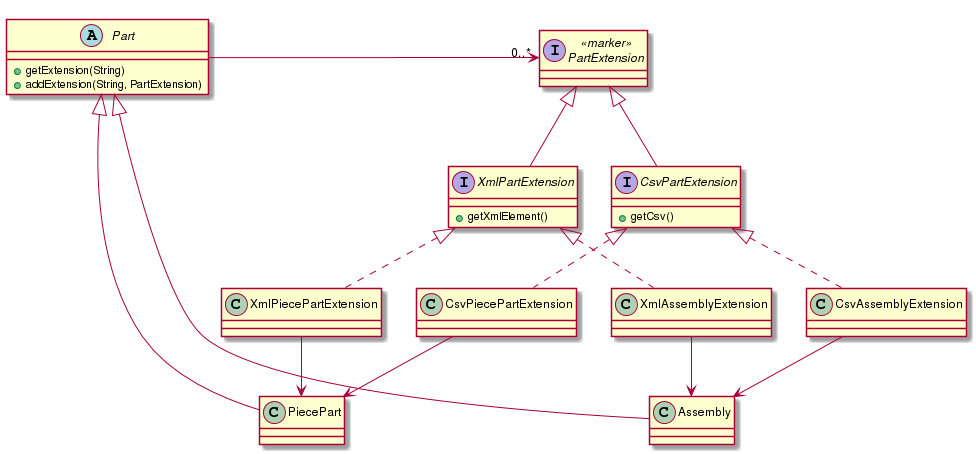 A Part
getExtension(String)
addExtension(String, PartExtension)
0..*
I «marker»
PartExtension
I XmlPartExtension
getXmlElement()
I CsvPartExtension
getCsv()
C XmlPiecePartExtension
C CsvPiecePartExtension
C XmlAssemblyExtension
C CsvAssemblyExtension
C PiecePart
C Assembly